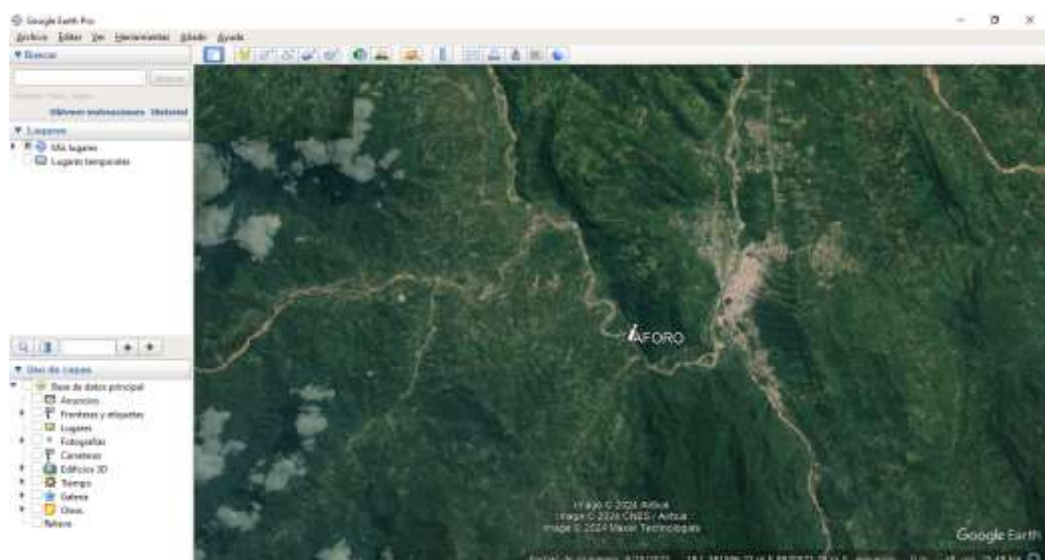 Google Earth Pro
Archivo Editar Ver Herramientas Añadir Ayuda
Buscar
Obtener instrucciones Historial
Lugares
Mis lugares
Lugares temporales
AFORO
Uso de capas
Base de datos principal
Anuncios
Fronteras y etiquetas
Lugares
Fotografías
Carreteras
Edificios 3D
Tiempo
Galería
Otros
Relieve
Image © 2024 Airbus
Image © 2024 CNES / Airbus
Image © 2024 Maxar Technologies
Google Earth